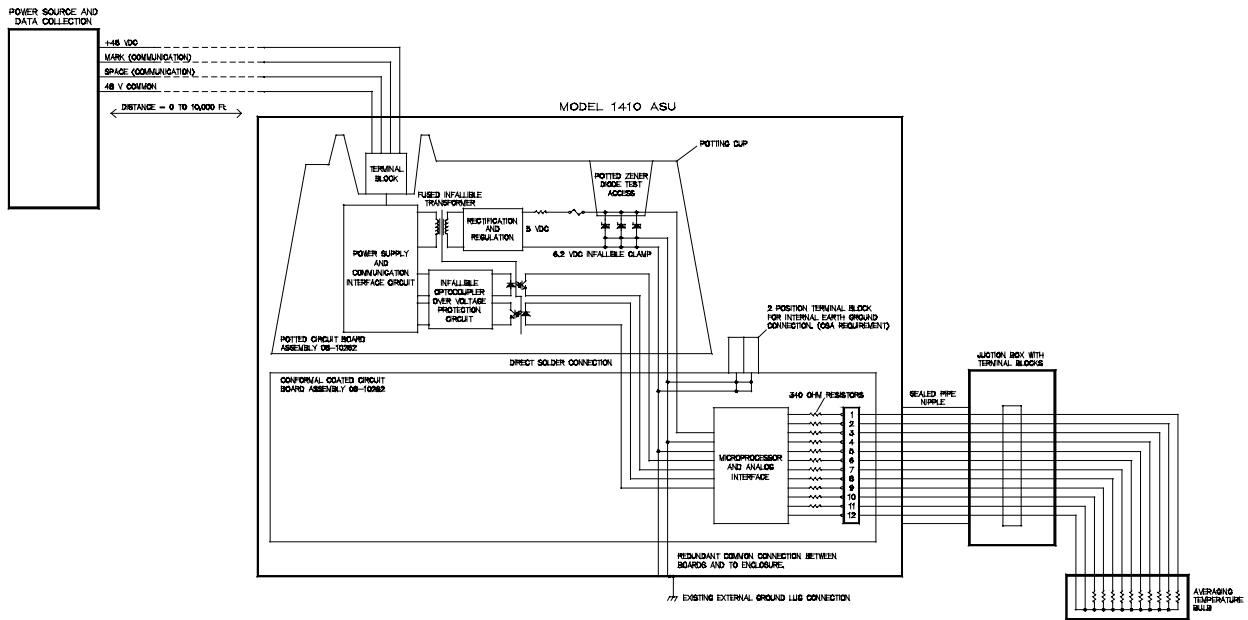 POWER SOURCE AND
DATA COLLECTION
+48 VDC
MARK (COMMUNICATION)
SPACE (COMMUNICATION)
48 V COMMON
DISTANCE - 0 TO 10,000 Ft.
MODEL 1410 ASU
POTTING CUP
TERMINAL
BLOCK
POTTED ZENER
DIODE TEST
ACCESS
FUSED INFALLIBLE
TRANSFORMER
RECTIFICATION
AND
REGULATION
5 VDC
6.2 VDC INFALLIBLE CLAMP
POWER SUPPLY
AND
COMMUNICATION
INTERFACE CIRCUIT
INFALLIBLE
OPTOCOUPLER
OVER VOLTAGE
PROTECTION
CIRCUIT
2 POSITION TERMINAL BLOCK
FOR INTERNAL EARTH GROUND
CONNECTION. (CSA REQUIREMENT)
POTTED CIRCUIT BOARD
ASSEMBLY 08-10262
DIRECT SOLDER CONNECTION
JUCTION BOX WITH
TERMINAL BLOCKS
CONFORMAL COATED CIRCUIT
BOARD ASSEMBLY 08-10262
340 OHM RESISTORS
SEALED PIPE
NIPPLE
MICROPROCESSOR
AND ANALOG
INTERFACE
1
2
3
4
5
6
7
8
9
10
11
12
REDUNDANT COMMON CONNECTION BETWEEN
BOARDS AND TO ENCLOSURE.
EXISTING EXTERNAL GROUND LUG CONNECTION
AVERAGING
TEMPERATURE
BULB